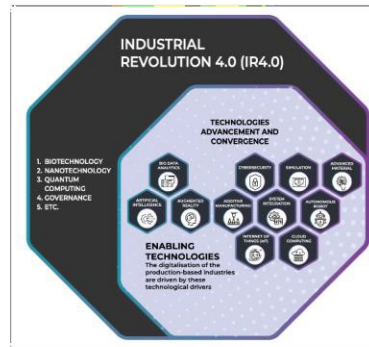 INDUSTRIAL
REVOLUTION 4.0 (IR4.0)
TECHNOLOGIES
ADVANCEMENT AND
CONVERGENCE
1. BIOTECHNOLOGY
2. NANOTECHNOLOGY
3. QUANTUM
COMPUTING
4. GOVERNANCE
5. ETC.
BIG DATA
ANALYTICS
CYBERSECURITY
SIMULATION
ADVANCED
MATERIAL
ARTIFICIAL
INTELLIGENCE
AUGMENTED
REALITY
ADDITIVE
MANUFACTURING
SYSTEM
INTEGRATION
AUTONOMOUS
ROBOT
INTERNET OF
THINGS (IoT)
CLOUD
COMPUTING
ENABLING
TECHNOLOGIES
The digitalisation of the
production-based industries
are driven by these
technological drivers